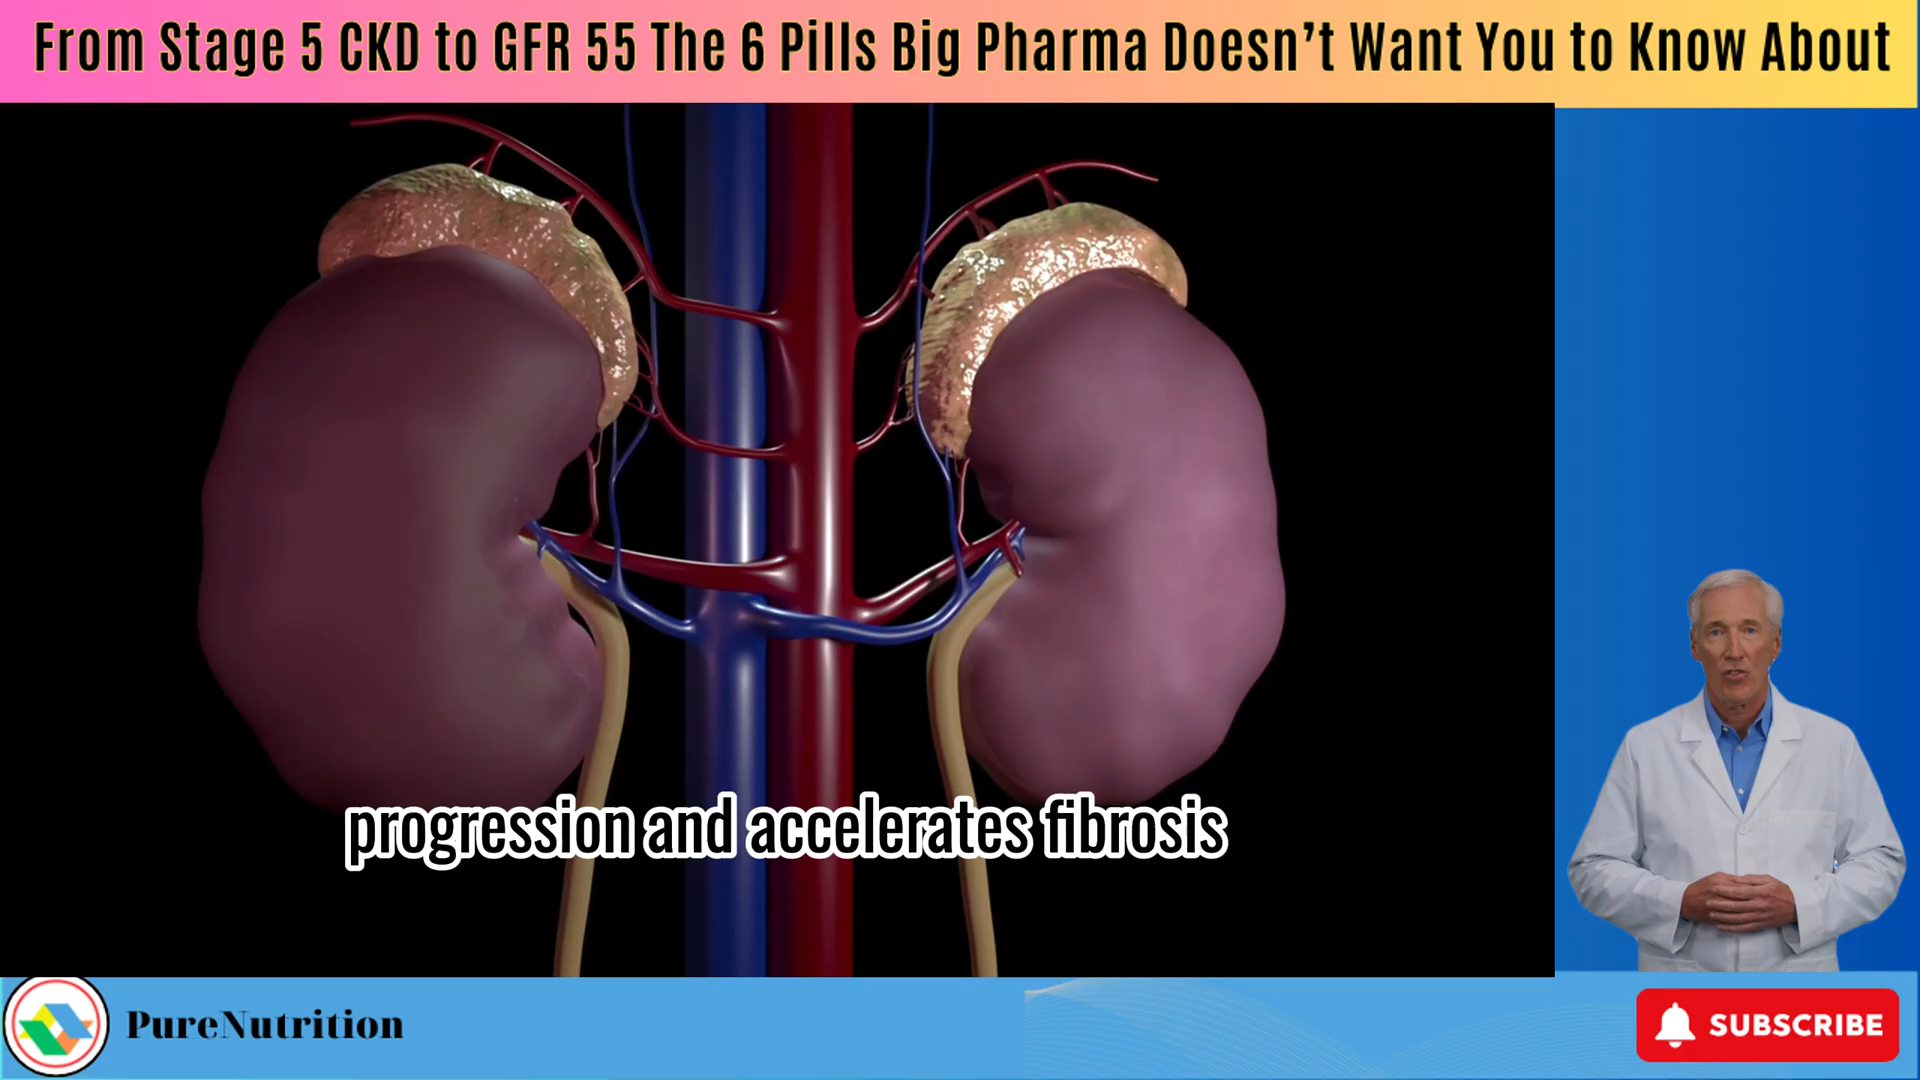 From Stage 5 CKD to GFR 55 The 6 Pills Big Pharma Doesn’t Want You to Know About
progression and accelerates fibrosis
PureNutrition
SUBSCRIBE